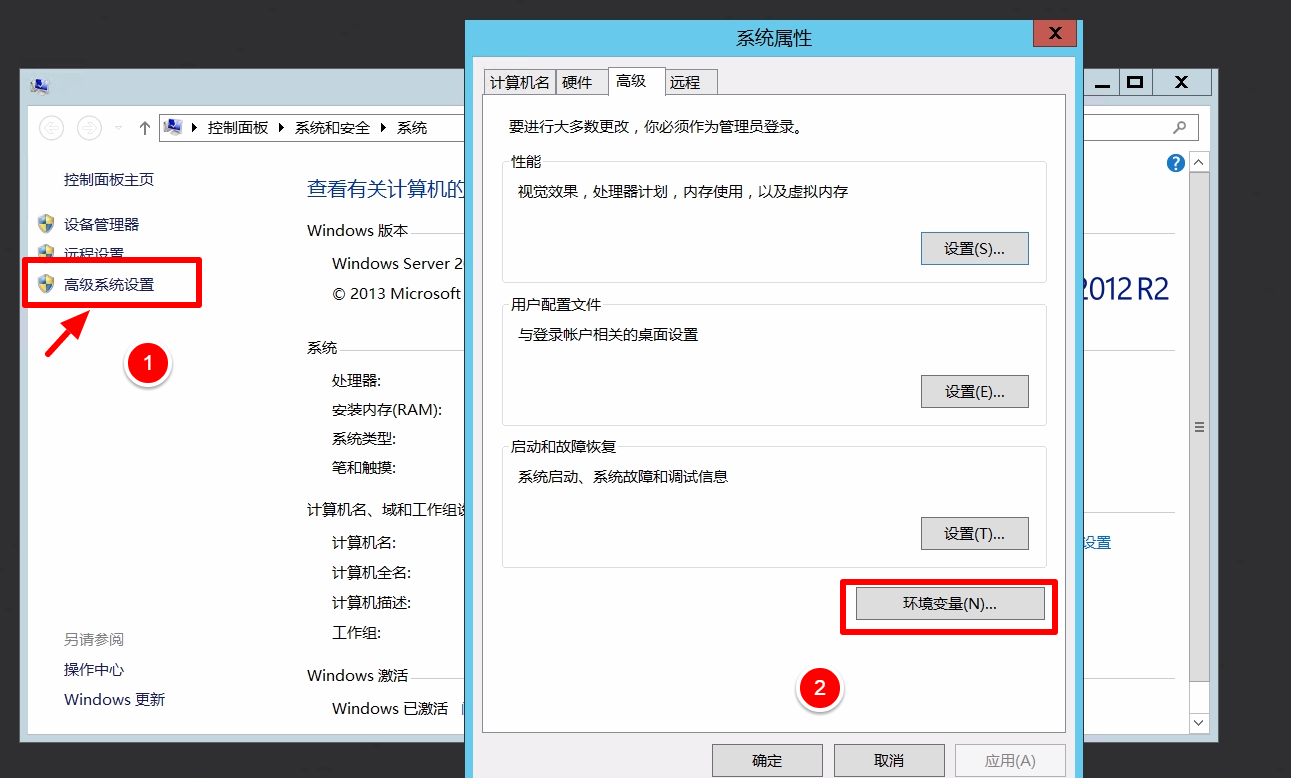 系统属性
计算机名
硬件
高级
远程
控制面板
系统和安全
系统
要进行大多数更改，你必须作为管理员登录。
控制面板主页
性能
查看有关计算机的
视觉效果，处理器计划，内存使用，以及虚拟内存
设备管理器
Windows 版本
远程设置
设置(S)...
Windows Server 2
高级系统设置
© 2013 Microsoft
2012 R2
用户配置文件
与登录帐户相关的桌面设置
系统
1
处理器:
设置(E)...
安装内存(RAM):
系统类型:
启动和故障恢复
笔和触摸:
系统启动、系统故障和调试信息
计算机名、域和工作组
设置(T)...
计算机名:
设置
计算机全名:
计算机描述:
环境变量(N)...
工作组:
另请参阅
操作中心
Windows 激活
2
Windows 更新
Windows 已激活
确定
取消
应用(A)